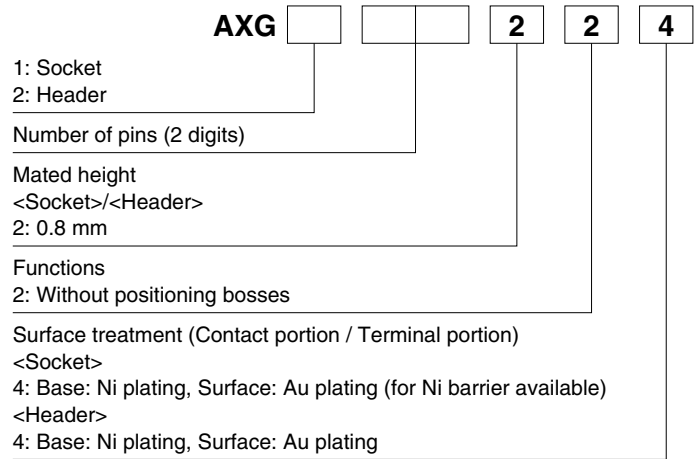 AXG 2 2 4
1: Socket
2: Header
Number of pins (2 digits)
Mated height
<Socket>/<Header>
2: 0.8 mm
Functions
2: Without positioning bosses
Surface treatment (Contact portion / Terminal portion)
<Socket>
4: Base: Ni plating, Surface: Au plating (for Ni barrier available)
<Header>
4: Base: Ni plating, Surface: Au plating